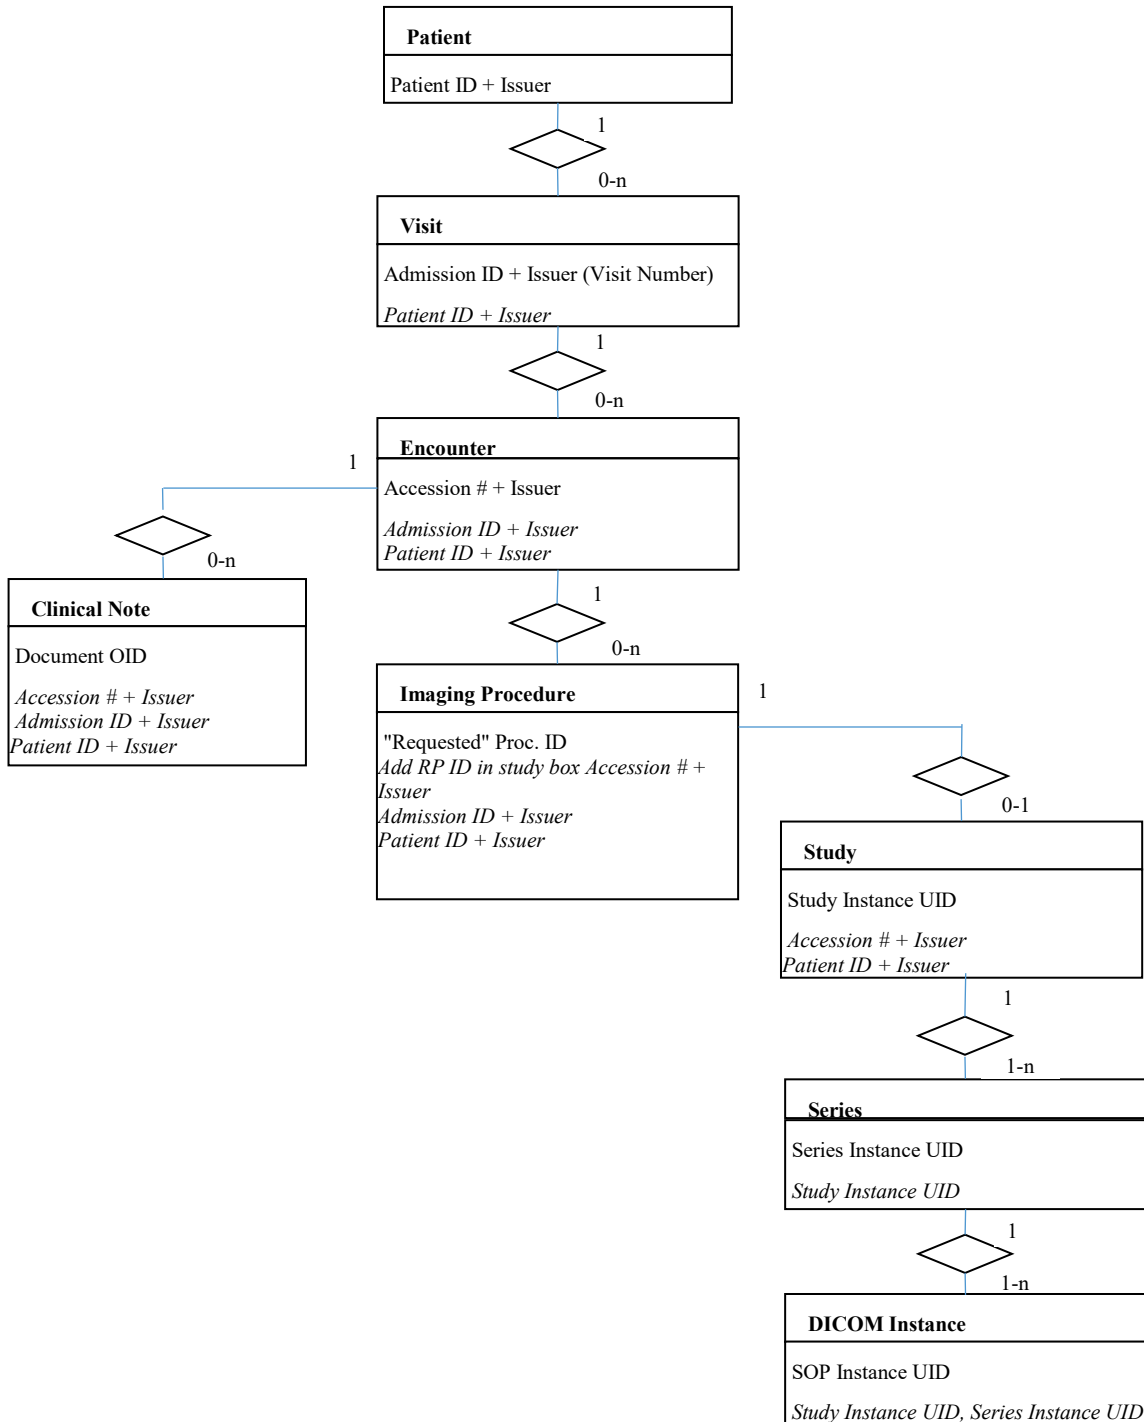 Patient
Patient ID + Issuer
1
0-n
Visit
Admission ID + Issuer (Visit Number)
Patient ID + Issuer
1
0-n
Encounter
1
Accession # + Issuer
Admission ID + Issuer
Patient ID + Issuer
0-n
1
0-n
Clinical Note
Document OID
Accession # + Issuer
Admission ID + Issuer
Patient ID + Issuer
Imaging Procedure
1
"Requested" Proc. ID
Add RP ID in study box Accession # +
Issuer
Admission ID + Issuer
Patient ID + Issuer
0-1
Study
Study Instance UID
Accession # + Issuer
Patient ID + Issuer
1
1-n
Series
Series Instance UID
Study Instance UID
1
1-n
DICOM Instance
SOP Instance UID
Study Instance UID, Series Instance UID